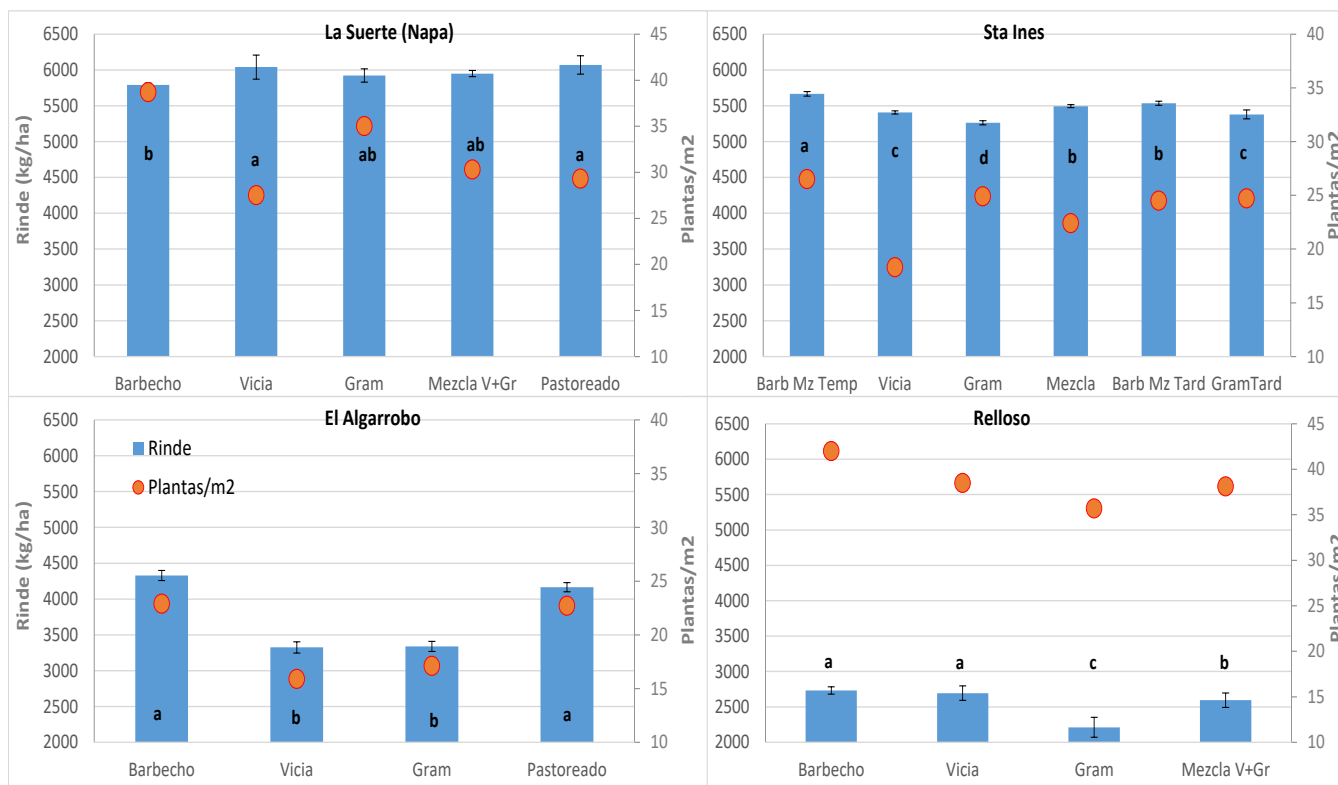 La Suerte (Napa)
Rinde (kg/ha)
6500
6000
5500
5000
4500
4000
3500
3000
2500
2000
b
a
ab
ab
a
45
40
35
30
25
20
15
10
Plantas/m2
Barbecho Vicia Gram Mezcla V+Gr Pastoreado
Sta Ines
6500
6000
5500
5000
4500
4000
3500
3000
2500
2000
a
c
d
b
b
c
40
35
30
25
20
15
10
Plantas/m2
Barb Mz Temp Vicia Gram Mezcla Barb Mz Tard GramTard
El Algarrobo
Rinde (kg/ha)
6500
6000
5500
5000
4500
4000
3500
3000
2500
2000
Rinde
Plantas/m2
a
b
b
a
40
35
30
25
20
15
10
Plantas/m2
Barbecho Vicia Gram Pastoreado
Relloso
6500
6000
5500
5000
4500
4000
3500
3000
2500
2000
a
a
c
b
45
40
35
30
25
20
15
10
Plantas/m2
Barbecho Vicia Gram Mezcla V+Gr